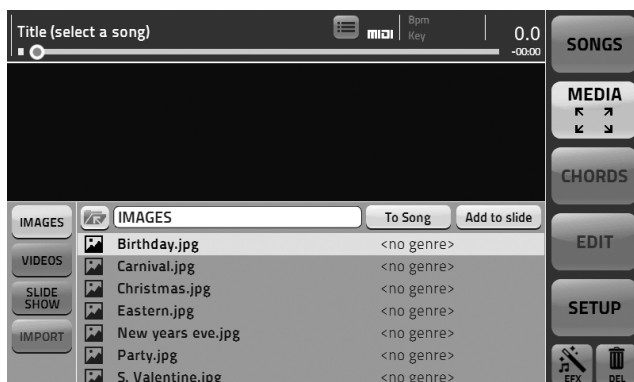 Title (select a song)
miDI
Bpm
Key
0.0
-00:00
SONGS
MEDIA
CHORDS
EDIT
SETUP
EFX
DEL
IMAGES
VIDEOS
SLIDE
SHOW
IMPORT
IMAGES
To Song
Add to slide
Birthday.jpg <no genre>
Carnival.jpg <no genre>
Christmas.jpg <no genre>
Eastern.jpg <no genre>
New years eve.jpg <no genre>
Party.jpg <no genre>
S. Valentine.jpg <no genre>